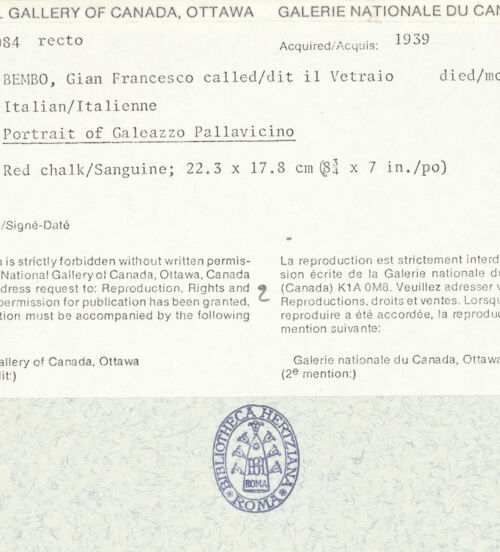 GALLERY OF CANADA, OTTAWA GALERIE NATIONALE DU CAN
84 recto
Acquired/Acquis: 1939
BEMBO, Gian Francesco called/dit il Vetraio died/mo
Italian/Italienne
Portrait of Galeazzo Pallavicino
Red chalk/Sanguine; 22.3 x 17.8 cm (8¾ x 7 in./po)
/Signé-Daté
is strictly forbidden without written permis-
National Gallery of Canada, Ottawa, Canada
dress request to: Reproduction, Rights and
permission for publication has been granted,
tion must be accompanied by the following
2
La reproduction est strictement interd
sion écrite de la Galerie nationale d
(Canada) K1A 0M8. Veuillez adresser v
Reproductions, droits et ventes. Lorsqu
reproduire a été accordée, la reprodu
mention suivante:
allery of Canada, Ottawa
it:)
Galerie nationale du Canada, Ottawa
(2e mention:)
BIBLIOTHECA HERTZIANA
BH
ROMA
ROMA